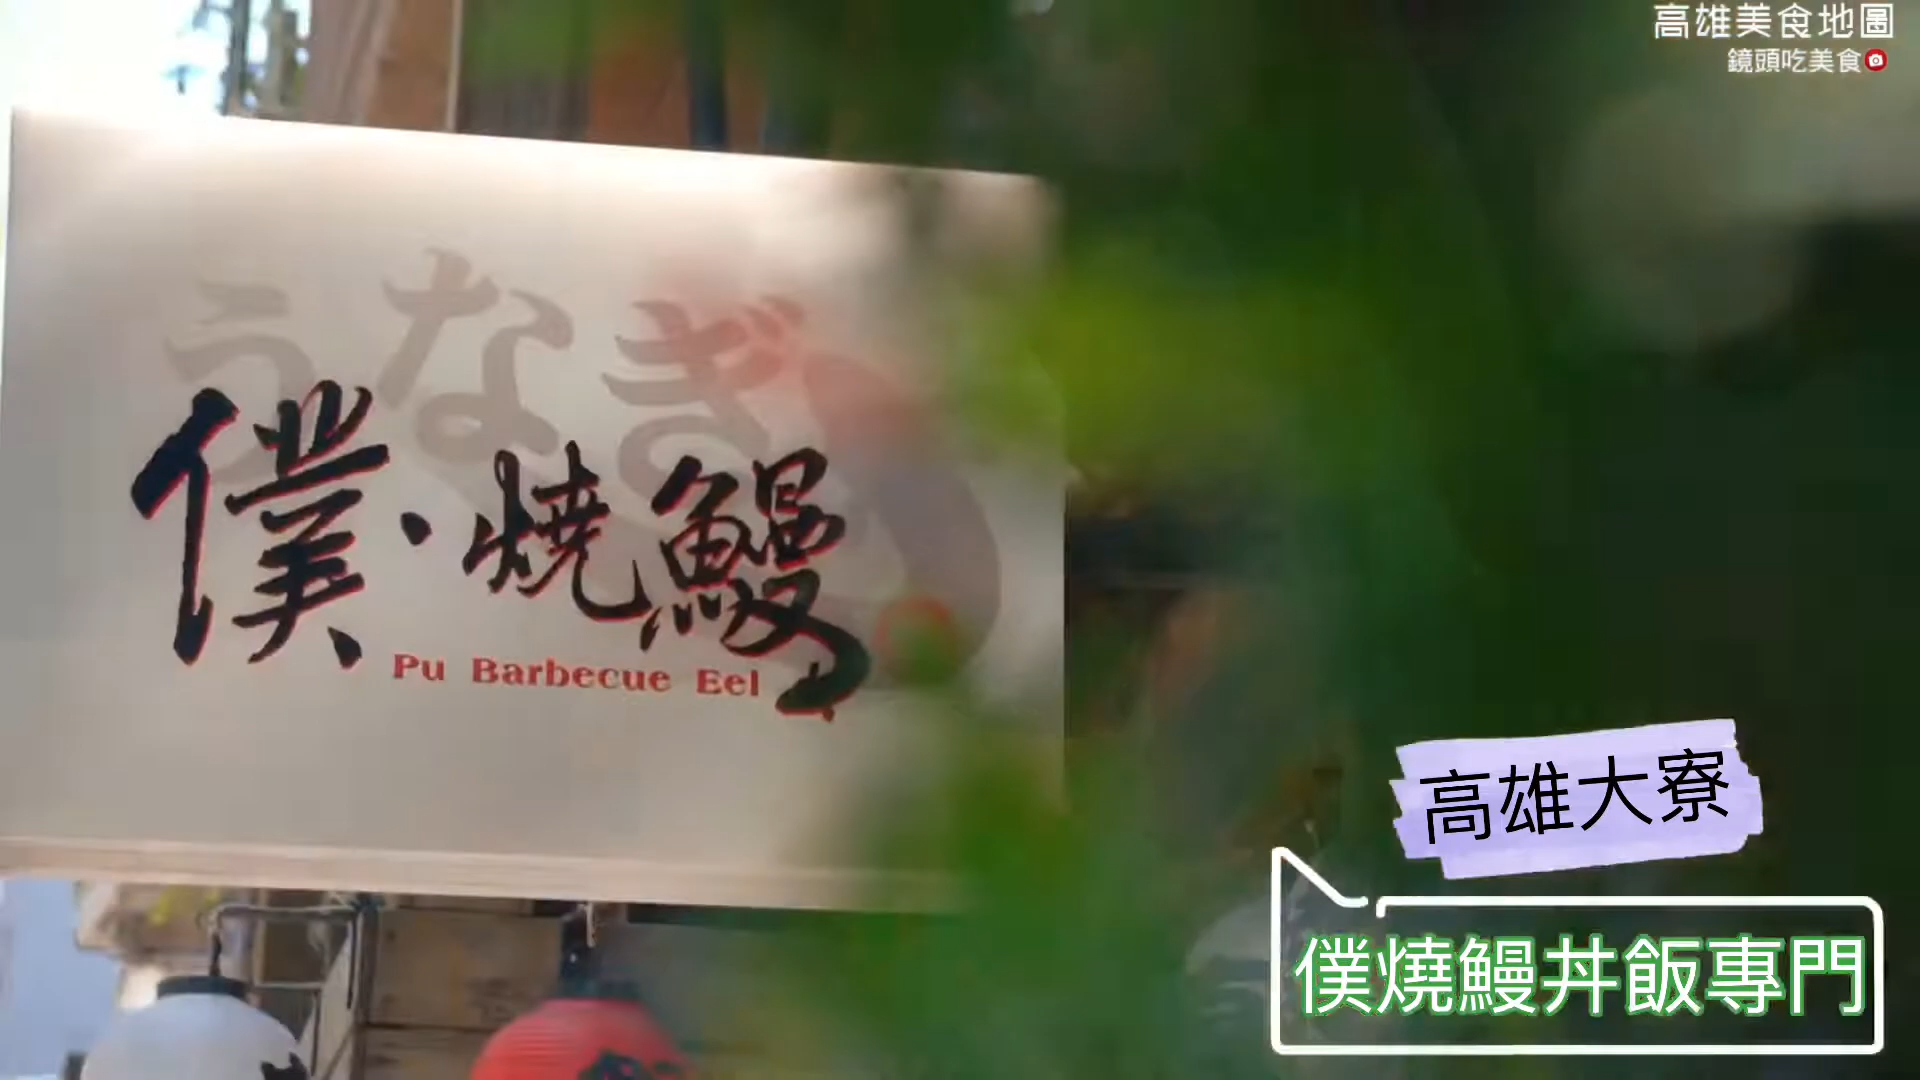 高雄美食地圖
鏡頭吃美食
うなぎ
僕・燒鰻
Pu Barbecue Eel
高雄大寮
僕燒鰻丼飯專門